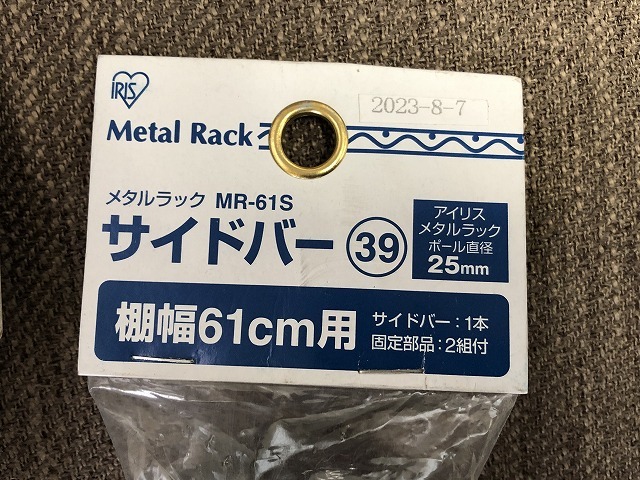 IRIS
2023-8-7
Metal Rack
メタルラック MR-61S
サイドバー 39
アイリス
メタルラック
ポール直径
25mm
棚幅61cm用
サイドバー：1本
固定部品：2組付